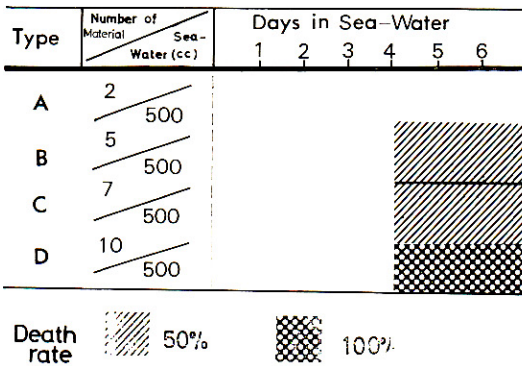 Type
Number of
Material
Sea-
Water (cc)
Days in Sea-Water
1 2 3 4 5 6
A 2 500
B 5 500
C 7 500
D 10 500
Death rate 50% 100%